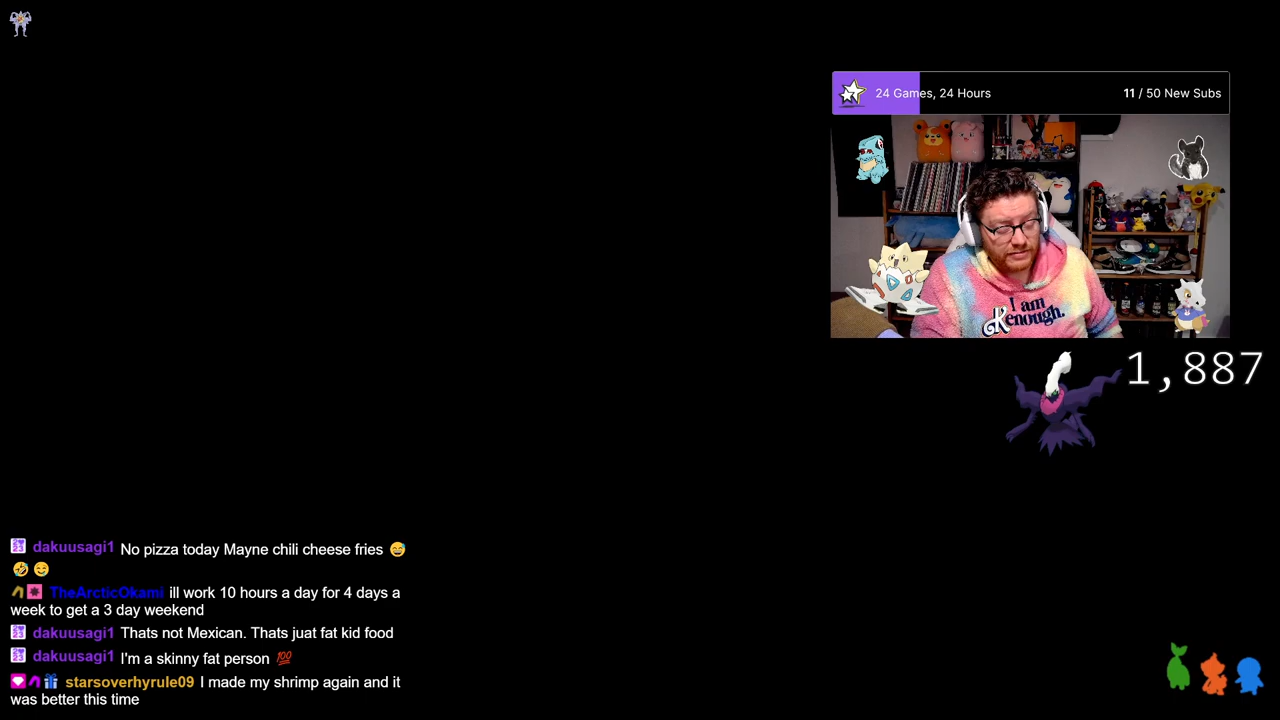 24 Games, 24 Hours 11 / 50 New Subs
I am
Kenough.
1,887
dakuusagi1 No pizza today Mayne chili cheese fries 😅
🤣 😊
TheArcticOkami ill work 10 hours a day for 4 days a
week to get a 3 day weekend
dakuusagi1 Thats not Mexican. Thats juat fat kid food
dakuusagi1 I'm a skinny fat person 💯
starsoverhyrule09 I made my shrimp again and it
was better this time